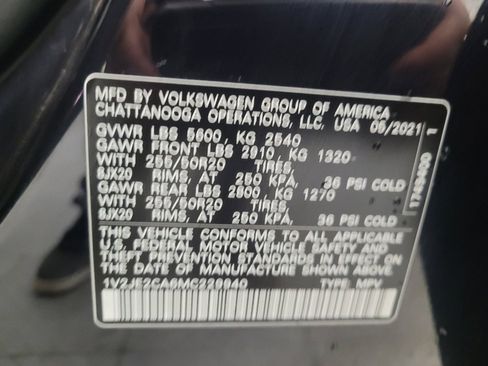 MFD BY VOLKSWAGEN GROUP OF AMERICA
CHATTANOOGA OPERATIONS, LLC, USA 05/2021
GVWR LBS 5600, KG 2540
GAWR FRONT LBS 2910, KG 1320
WITH 255/50R20 TIRES,
8JX20 RIMS, AT 250 KPA, 36 PSI COLD
GAWR REAR LBS 2800, KG 1270
WITH 255/50R20 TIRES,
8JX20 RIMS, AT 250 KPA, 36 PSI COLD
THIS VEHICLE CONFORMS TO ALL APPLICABLE
U.S. FEDERAL MOTOR VEHICLE SAFETY AND
THEFT PREVENTION STANDARDS IN EFFECT ON
THE DATE OF MANUFACTURE SHOWN ABOVE.
1V2JE2CA6MC229940 TYPE: MPV